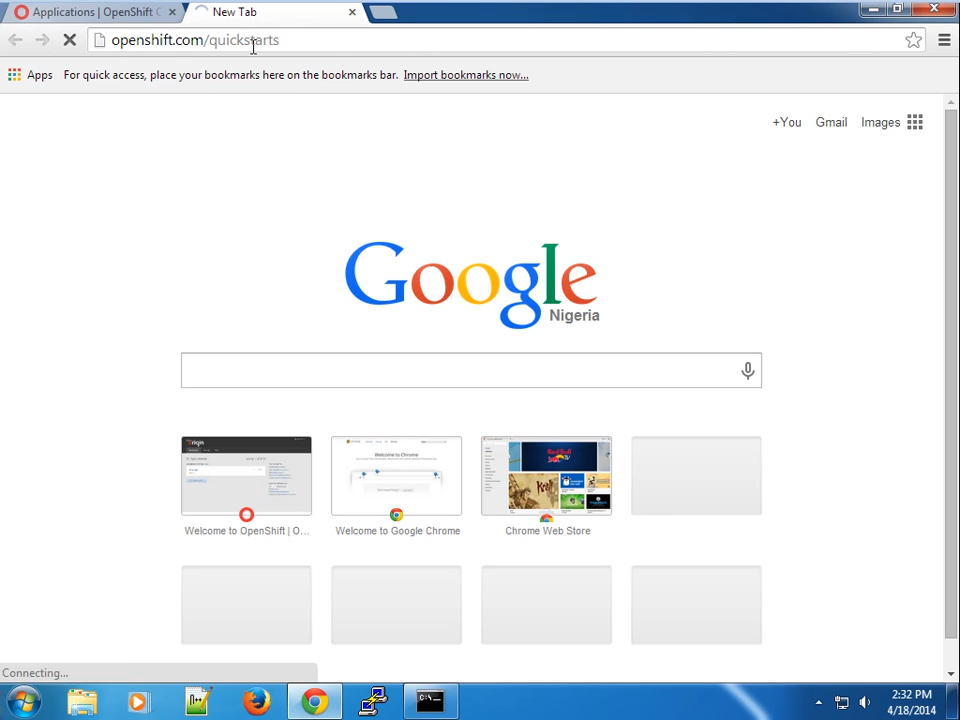 Applications | OpenShift
New Tab
openshift.com/quickstarts
Apps
For quick access, place your bookmarks here on the bookmarks bar. Import bookmarks now...
+You
Gmail
Images
Google
Nigeria
Welcome to OpenShift | O...
Welcome to Google Chrome
Chrome Web Store
Connecting...
2:32 PM
4/18/2014